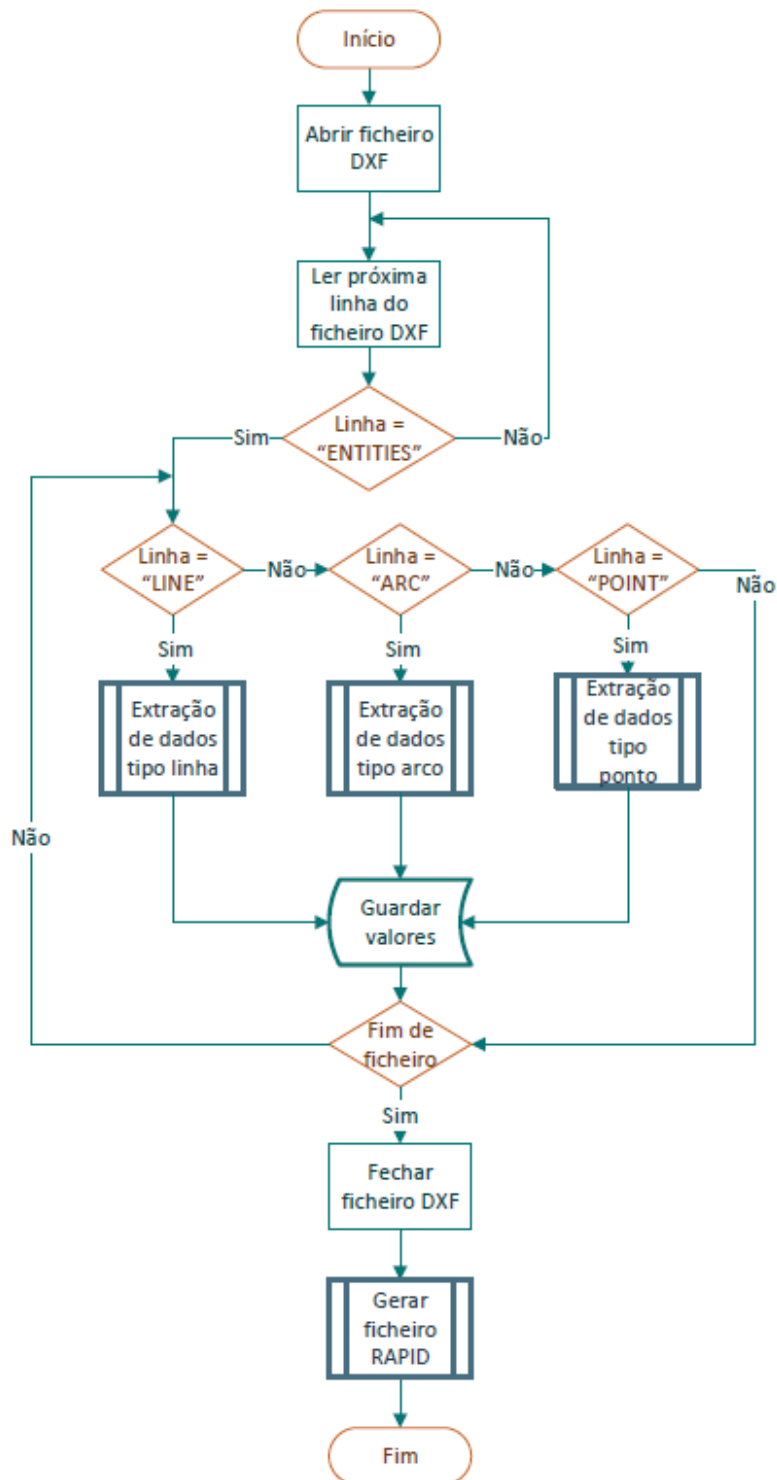 Início
Abrir ficheiro
DXF
Ler próxima
linha do
ficheiro DXF
Linha =
“ENTITIES”
Sim
Não
Linha =
“LINE”
Não
Linha =
“ARC”
Não
Linha =
“POINT”
Não
Sim
Sim
Sim
Extração
de dados
tipo linha
Extração
de dados
tipo arco
Extração
de dados
tipo
ponto
Não
Guardar
valores
Fim de
ficheiro
Sim
Fechar
ficheiro DXF
Gerar
ficheiro
RAPID
Fim